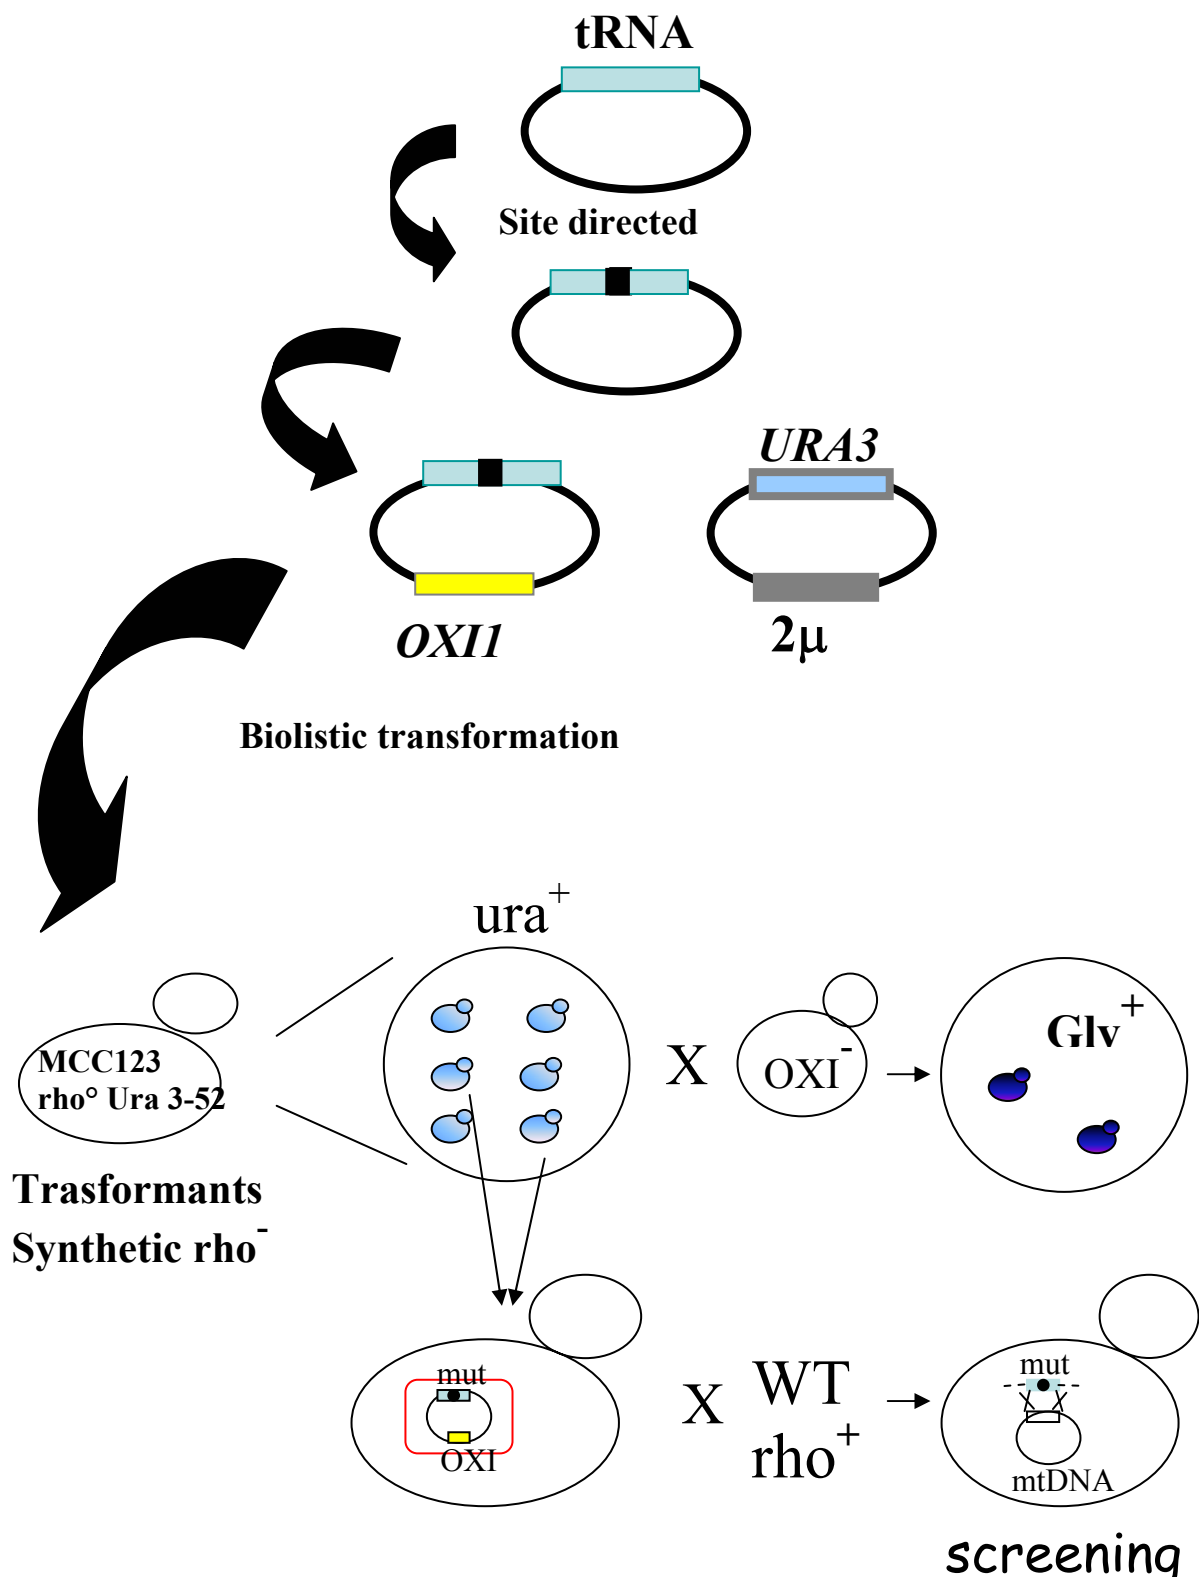 tRNA
Site directed
URA3
OXI1
2μ
Biolistic transformation
ura+
MCC123
rho° Ura 3-52
X
OXI-
Glv+
Trasformants
Synthetic rho-
mut
OXI
X
WT
rho+
mut
mtDNA
screening